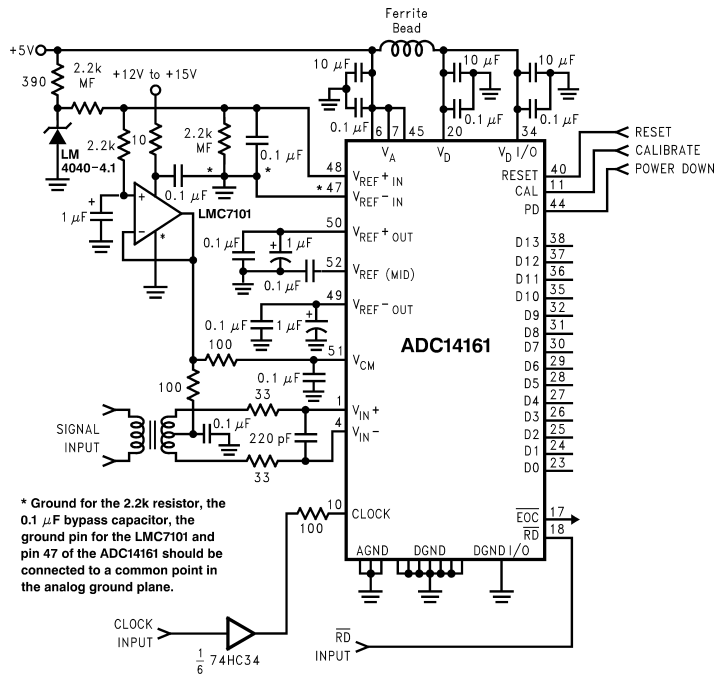 Ferrite
Bead
+5V
390
2.2k
MF
+12V to +15V
10 μF
10 μF
10 μF
0.1 μF
0.1 μF
0.1 μF
6 7 45 20 34
V_A V_D V_D I/O
2.2k
10
2.2k
MF
0.1 μF
LM
4040-4.1
0.1 μF
*
*
48 V_REF+ IN
* 47 V_REF- IN
RESET 40 RESET
CAL 11 CALIBRATE
PD 44 POWER DOWN
1 μF
+
+
−
*
LMC7101
50 V_REF+ OUT
0.1 μF
+
1 μF
52 V_REF (MID)
0.1 μF
49 V_REF- OUT
0.1 μF
1 μF
+
ADC14161
D13 38
D12 37
D11 36
D10 35
D9 32
D8 31
D7 30
D6 29
D5 28
D4 27
D3 26
D2 25
D1 24
D0 23
100
51 V_CM
0.1 μF
100
33
1 V_IN+
4 V_IN-
SIGNAL
INPUT
0.1 μF
220 pF
33
* Ground for the 2.2k resistor, the
0.1 μF bypass capacitor, the
ground pin for the LMC7101 and
pin 47 of the ADC14161 should be
connected to a common point in
the analog ground plane.
10 CLOCK
100
E̅O̅C̅ 17
R̅D̅ 18
AGND DGND DGND I/O
CLOCK
INPUT
1/6 74HC34
R̅D̅
INPUT